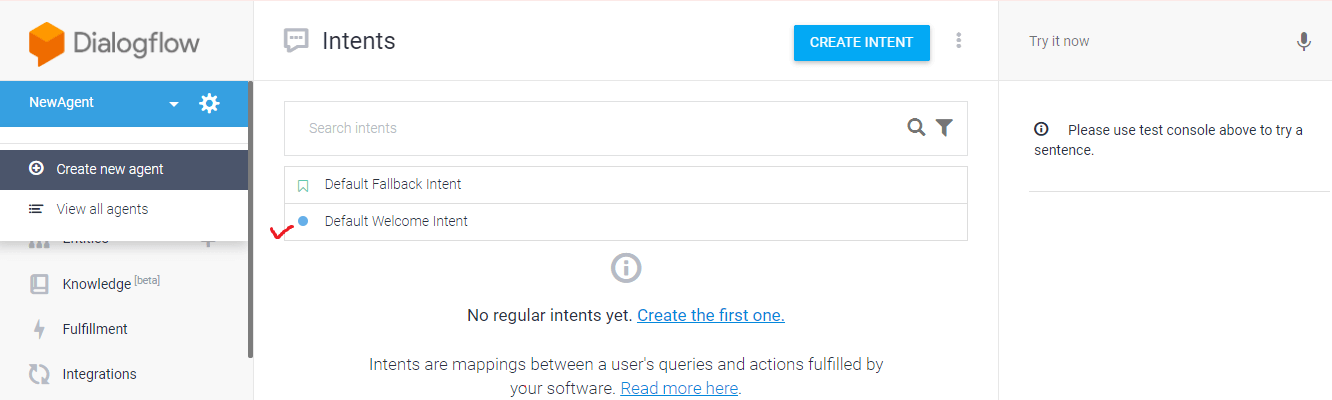 Dialogflow
NewAgent
Create new agent
View all agents
Entities
Knowledge [beta]
Fulfillment
Integrations
Intents
CREATE INTENT
Search intents
Default Fallback Intent
Default Welcome Intent
No regular intents yet. Create the first one.
Intents are mappings between a user's queries and actions fulfilled by
your software. Read more here.
Try it now
Please use test console above to try a
sentence.